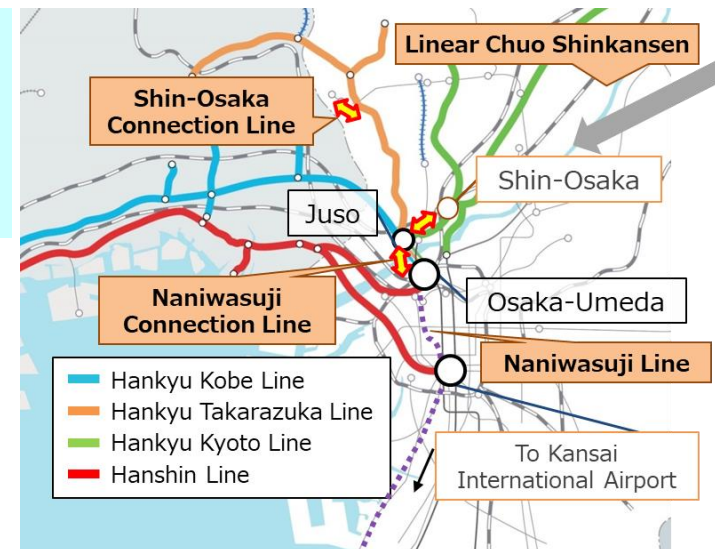 Linear Chuo Shinkansen
Shin-Osaka
Connection Line
Shin-Osaka
Juso
Naniwasuji
Connection Line
Osaka-Umeda
Naniwasuji Line
Hankyu Kobe Line
Hankyu Takarazuka Line
Hankyu Kyoto Line
Hanshin Line
To Kansai
International Airport